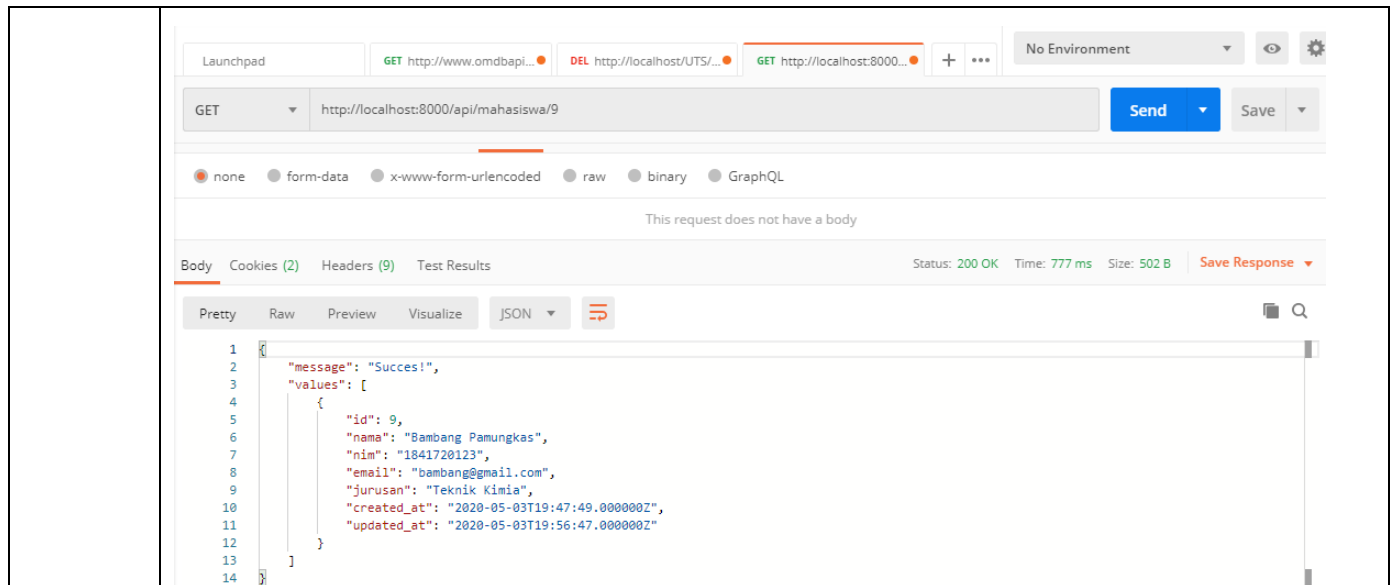 Launchpad GET http://www.omdbapi... DEL http://localhost/UTS/... GET http://localhost:8000... + ••• No Environment
GET http://localhost:8000/api/mahasiswa/9 Send Save
none form-data x-www-form-urlencoded raw binary GraphQL
This request does not have a body
Body Cookies (2) Headers (9) Test Results Status: 200 OK Time: 777 ms Size: 502 B Save Response
Pretty Raw Preview Visualize JSON
1 {
2 "message": "Succes!",
3 "values": [
4 {
5 "id": 9,
6 "nama": "Bambang Pamungkas",
7 "nim": "1841720123",
8 "email": "bambang@gmail.com",
9 "jurusan": "Teknik Kimia",
10 "created_at": "2020-05-03T19:47:49.000000Z",
11 "updated_at": "2020-05-03T19:56:47.000000Z"
12 }
13 ]
14 }